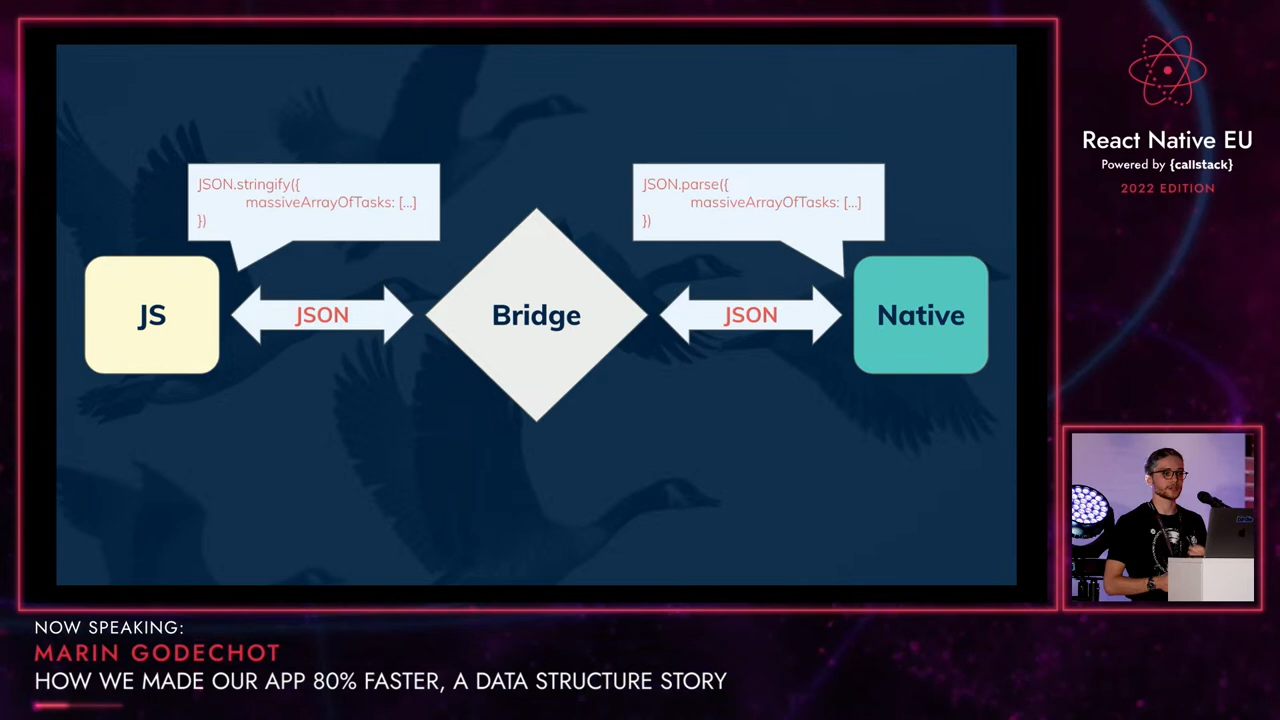 JSON.stringify({
massiveArrayOfTasks: [...]
})
JSON.parse({
massiveArrayOfTasks: [...]
})
JS
JSON
Bridge
JSON
Native
React Native EU
Powered by {callstack}
2022 EDITION
NOW SPEAKING:
MARIN GODECHOT
HOW WE MADE OUR APP 80% FASTER, A DATA STRUCTURE STORY